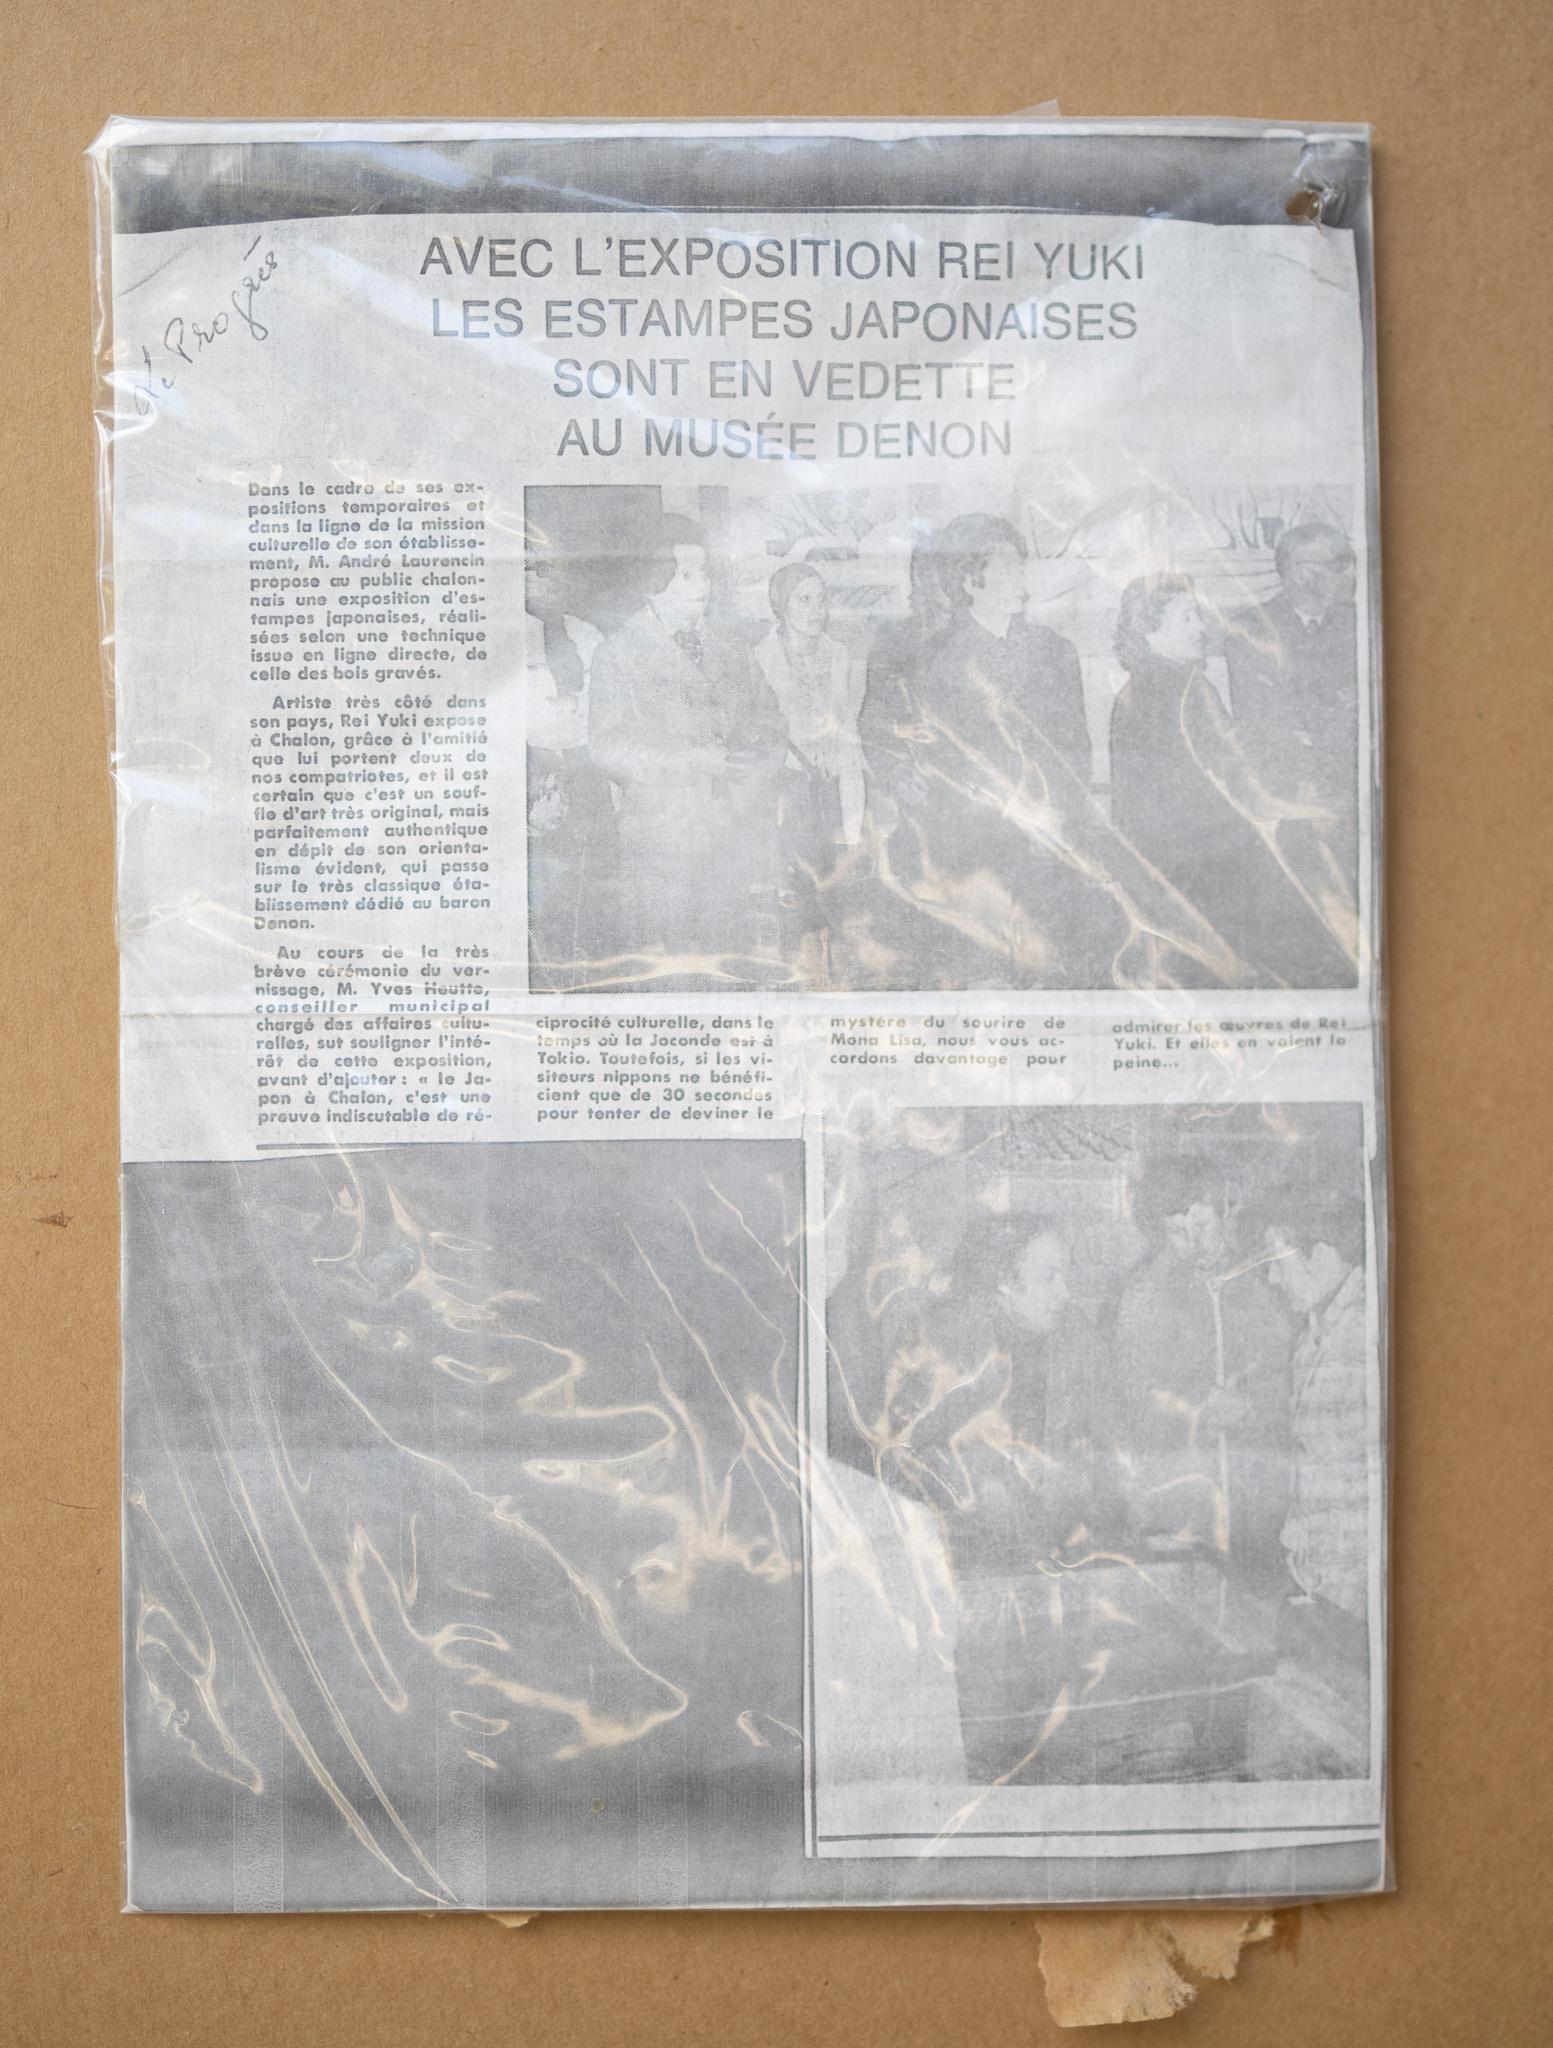 Le Progrès
AVEC L'EXPOSITION REI YUKI
LES ESTAMPES JAPONAISES
SONT EN VEDETTE
AU MUSÉE DENON
Dans le cadre de ses ex-
positions temporaires et
dans la ligne de la mission
culturelle de son établisse-
ment, M. André Laurencin
propose au public chalon-
nais une exposition d'es-
tampes japonaises, réali-
sées selon une technique
issue en ligne directe, de
celle des bois gravés.
Artiste très côté dans
son pays, Rei Yuki expose
à Chalon, grâce à l'amitié
que lui portent deux de
nos compatriotes, et il est
certain que c'est un souf-
fle d'art très original, mais
parfaitement authentique
en dépit de son orienta-
lisme évident, qui passe
sur le très classique éta-
blissement dédié au baron
Denon.
Au cours de la très
brève cérémonie du ver-
nissage, M. Yves Heutte,
conseiller municipal
chargé des affaires cultu-
relles, sut souligner l'inté-
rêt de cette exposition,
avant d'ajouter : « le Ja-
pon à Chalon, c'est une
preuve indiscutable de ré-
ciprocité culturelle, dans le
temps où la Joconde est à
Tokio. Toutefois, si les vi-
siteurs nippons ne bénéfi-
cient que de 30 secondes
pour tenter de deviner le
mystère du sourire de
Mona Lisa, nous vous ac-
cordons davantage pour
admirer les œuvres de Rei
Yuki. Et elles en valent la
peine...